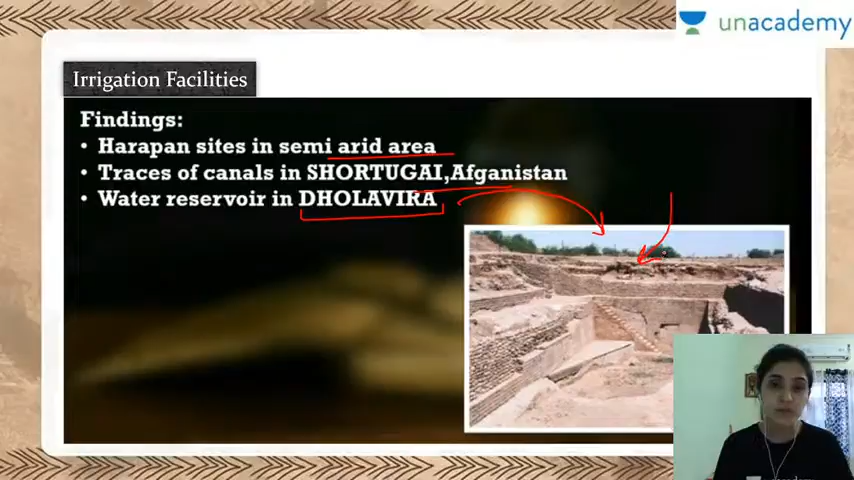 unacademy
Irrigation Facilities
Findings:
• Harapan sites in semi arid area
• Traces of canals in SHORTUGAI,Afganistan
• Water reservoir in DHOLAVIRA